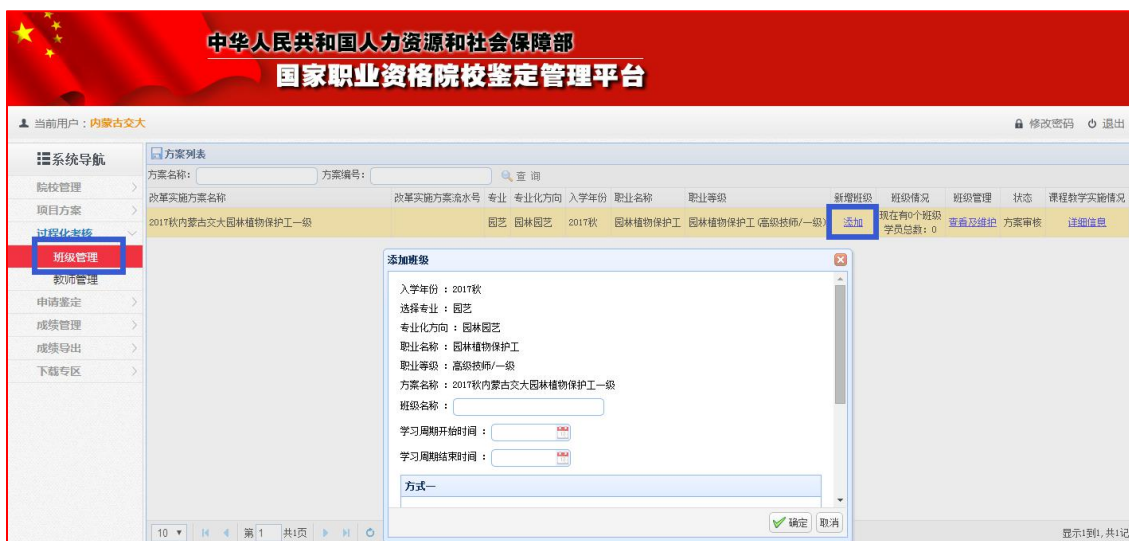 中华人民共和国人力资源和社会保障部
国家职业资格院校鉴定管理平台
当前用户：内蒙古交大
修改密码 退出
系统导航
院校管理
项目方案
过程化考核
班级管理
教师管理
申请鉴定
成绩管理
成绩导出
下载专区
方案列表
方案名称： 方案编号： 查 询
改革实施方案名称 改革实施方案流水号 专业 专业化方向 入学年份 职业名称 职业等级 新增班级 班级情况 班级管理 状态 课程教学实施情况
2017秋内蒙古交大园林植物保护工一级 园艺 园林园艺 2017秋 园林植物保护工 园林植物保护工(高级技师/一级) 添加 现在有0个班级 查看及维护 方案审核 详细信息
学员总数：0
添加班级
入学年份 ：2017秋
选择专业 ：园艺
专业化方向 ：园林园艺
职业名称 ：园林植物保护工
职业等级 ：高级技师/一级
方案名称 ：2017秋内蒙古交大园林植物保护工一级
班级名称 ：
学习周期开始时间 ：
学习周期结束时间 ：
方式一
确定 取消
10 第 1 共1页
显示1到1,共1记